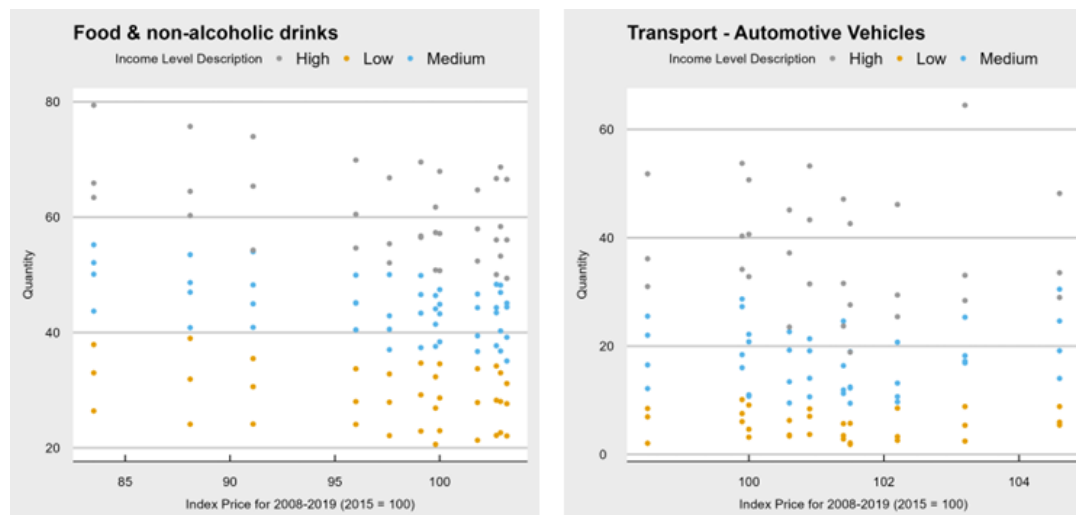 Food & non-alcoholic drinks
Income Level Description High Low Medium
80
60
40
20
Quantity
85 90 95 100
Index Price for 2008-2019 (2015 = 100)
Transport - Automotive Vehicles
Income Level Description High Low Medium
60
40
20
0
Quantity
100 102 104
Index Price for 2008-2019 (2015 = 100)